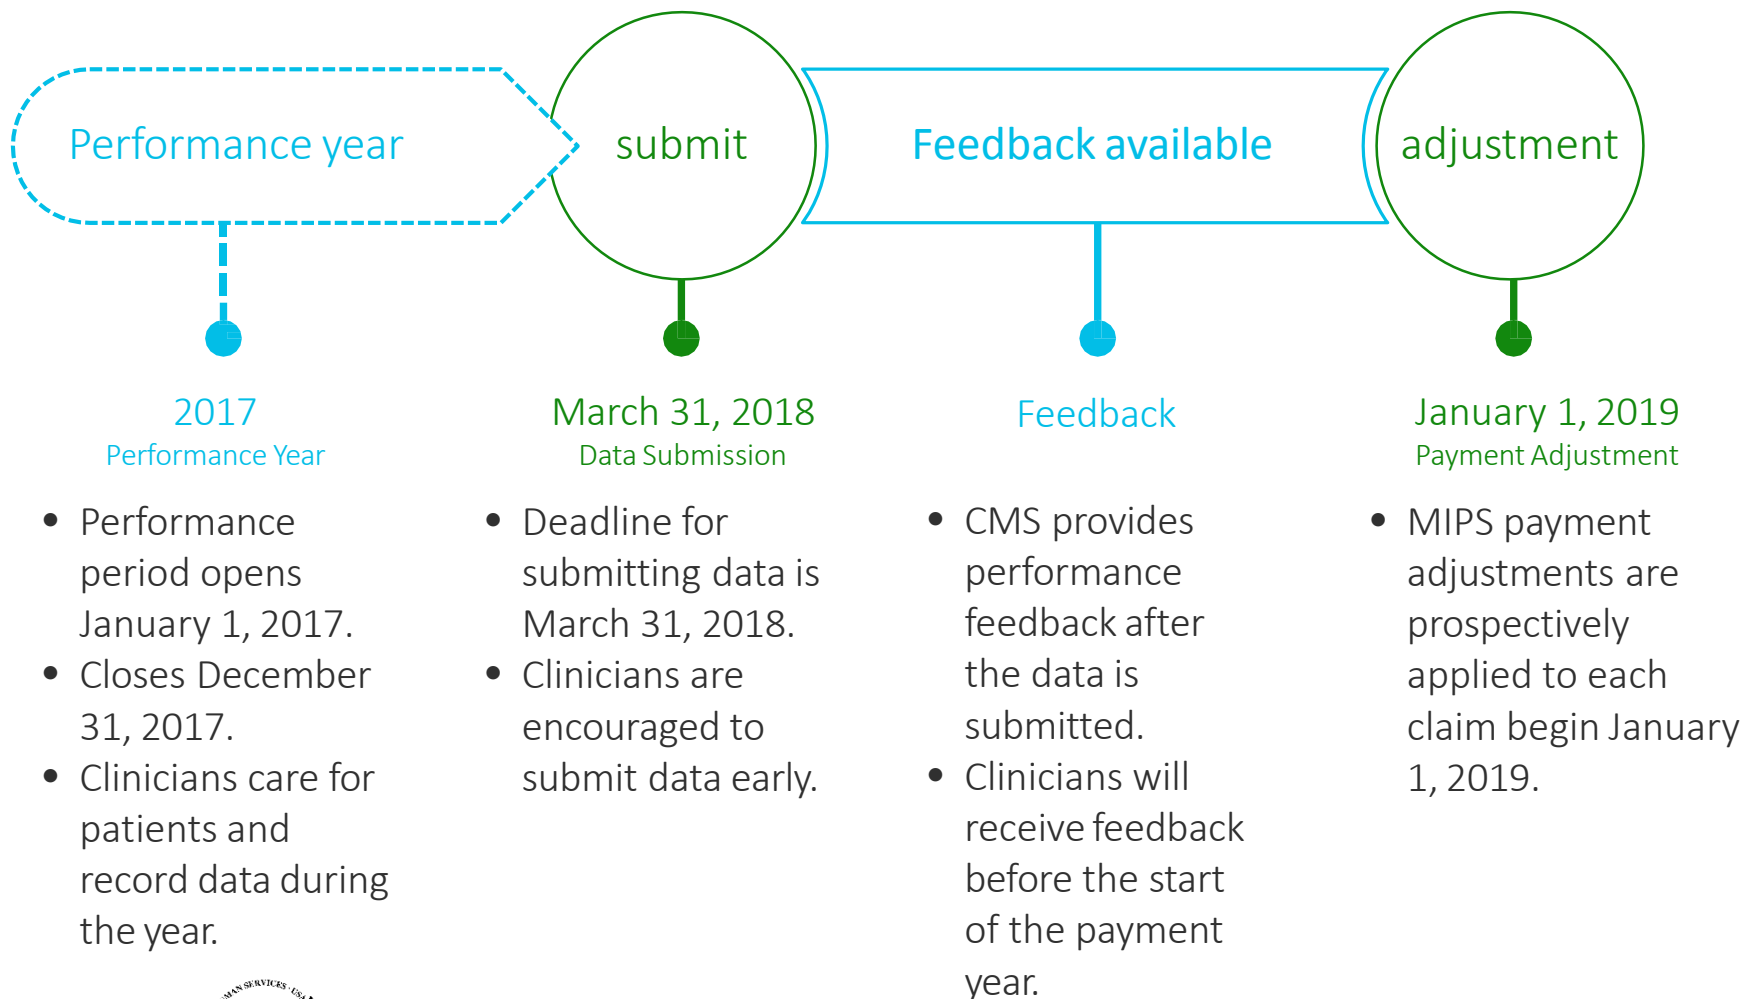 Performance year
submit
Feedback available
adjustment
2017
Performance Year
• Performance
period opens
January 1, 2017.
• Closes December
31, 2017.
• Clinicians care for
patients and
record data during
the year.
March 31, 2018
Data Submission
• Deadline for
submitting data is
March 31, 2018.
• Clinicians are
encouraged to
submit data early.
Feedback
• CMS provides
performance
feedback after
the data is
submitted.
• Clinicians will
receive feedback
before the start
of the payment
year.
January 1, 2019
Payment Adjustment
• MIPS payment
adjustments are
prospectively
applied to each
claim begin January
1, 2019.
SERVICES · USA